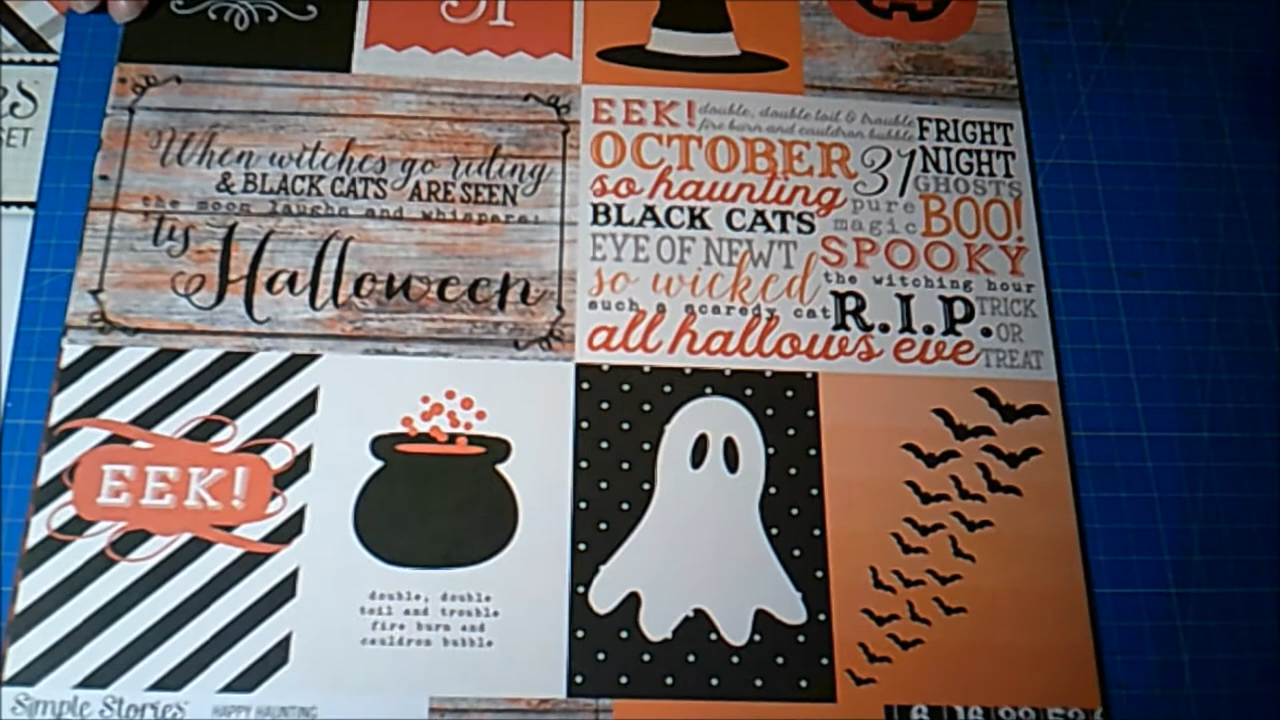 31
S
SET
When witches go riding
& BLACK CATS ARE SEEN
the moon laughs and whispers:
'tis
Halloween
EEK!
double, double toil & trouble
fire burn and cauldron bubble
FRIGHT
OCTOBER
31
NIGHT
so haunting
GHOSTS
pure
BLACK CATS
magic
BOO!
EYE OF NEWT
SPOOKY
so wicked
the witching hour
such a scaredy cat
R.I.P.
TRICK
OR
all hallows eve
TREAT
EEK!
double, double
toil and trouble
fire burn and
cauldron bubble
Simple Stories
HAPPY HAUNTING